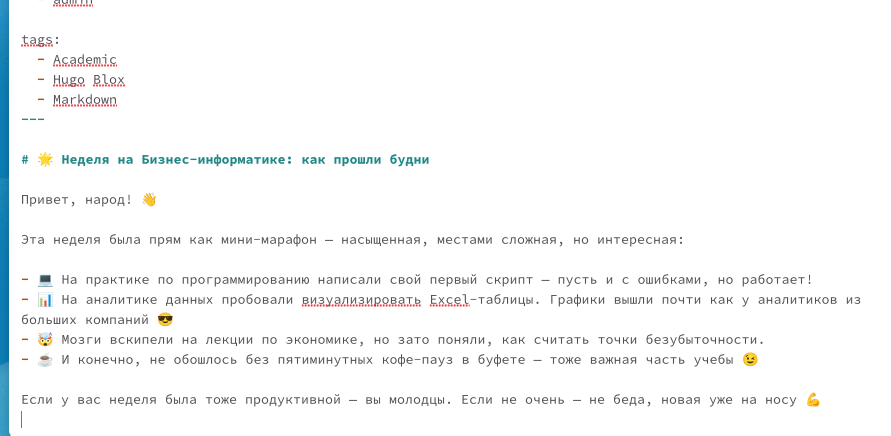 admin
tags:
- Academic
- Hugo Blox
- Markdown
---
# 🌟 Неделя на Бизнес-информатике: как прошли будни
Привет, народ! 👋
Эта неделя была прям как мини-марафон — насыщенная, местами сложная, но интересная:
- 💻 На практике по программированию написали свой первый скрипт — пусть и с ошибками, но работает!
- 📊 На аналитике данных пробовали визуализировать Excel-таблицы. Графики вышли почти как у аналитиков из
больших компаний 😎
- 🤯 Мозги вскипели на лекции по экономике, но зато поняли, как считать точки безубыточности.
- ☕ И конечно, не обошлось без пятиминутных кофе-пауз в буфете — тоже важная часть учебы 😉
Если у вас неделя была тоже продуктивной — вы молодцы. Если не очень — не беда, новая уже на носу 💪